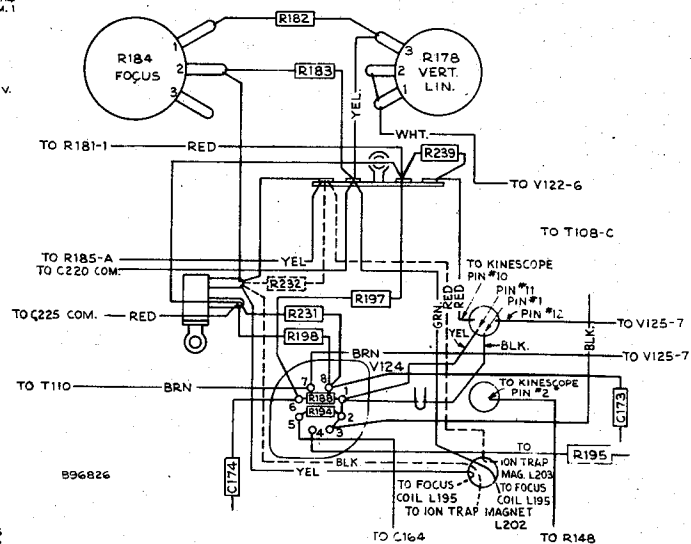 M. 1
V.
R182
R184
FOCUS
1
2
3
R183
R178
VERT.
LIN.
3
2
1
YEL.
WHT.
TO R181-1
RED
R239
TO V122-6
TO T108-C
TO R185-A
YEL
TO C220 COM.
R232
TO KINESCOPE
PIN #10
PIN #11
PIN #1
PIN #12
R197
GRN
RED
RED
TO C225 COM.
RED
R231
R198
YEL
BLK.
BLK.
TO V125-7
BRN
V124
TO V125-7
TO T110
BRN
7
8
1
R188
6
R194
2
5
4
3
TO KINESCOPE
PIN #2
C173
TO
ION TRAP
MAG. L203
R195
B96826
C174
BLK.
YEL
TO FOCUS
COIL L195
TO FOCUS
COIL L195
TO ION TRAP MAGNET
L202
TO C164
TO R148